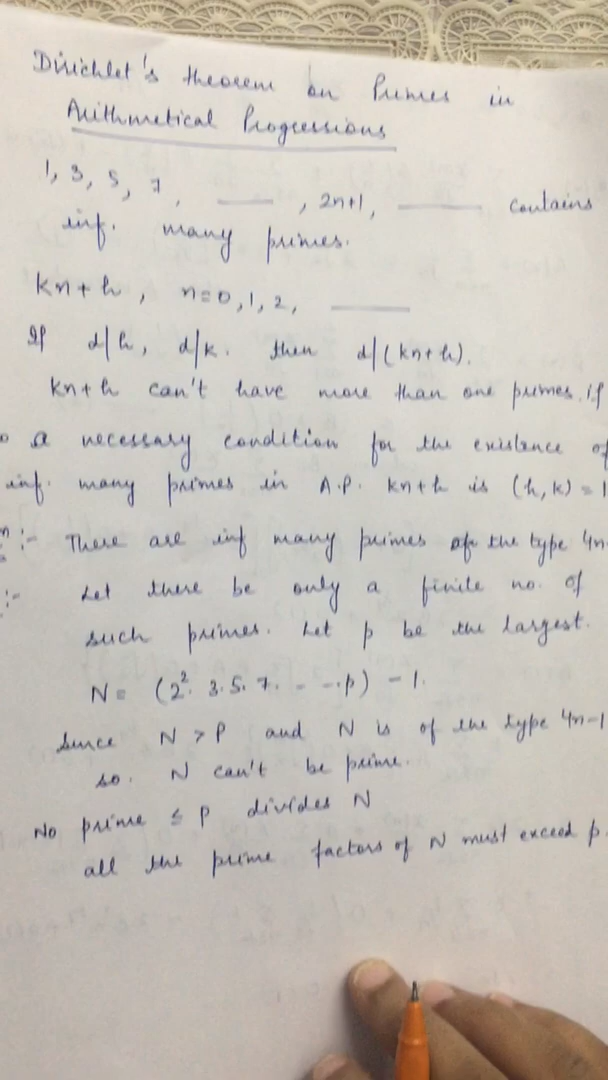 Dirichlet's theorem on Primes in
Arithmetical Progressions
1, 3, 5, 7, —— , 2n+1, —— contains
inf. many primes.
kn+h, n=0,1,2, ——
If d/h, d/k. then d/(kn+h).
kn+h can't have more than one primes. if
a necessary condition for the existence of
inf. many primes in A.P. kn+h is (h,k)=1
:- There are inf many primes of the type 4n-
:- Let there be only a finite no. of
such primes. Let p be the largest.
N = (2². 3.5.7. - - -.p) - 1.
Since N > P and N is of the type 4n-1
so. N can't be prime.
No prime ≤ P divides N
all the prime factors of N must exceed p.